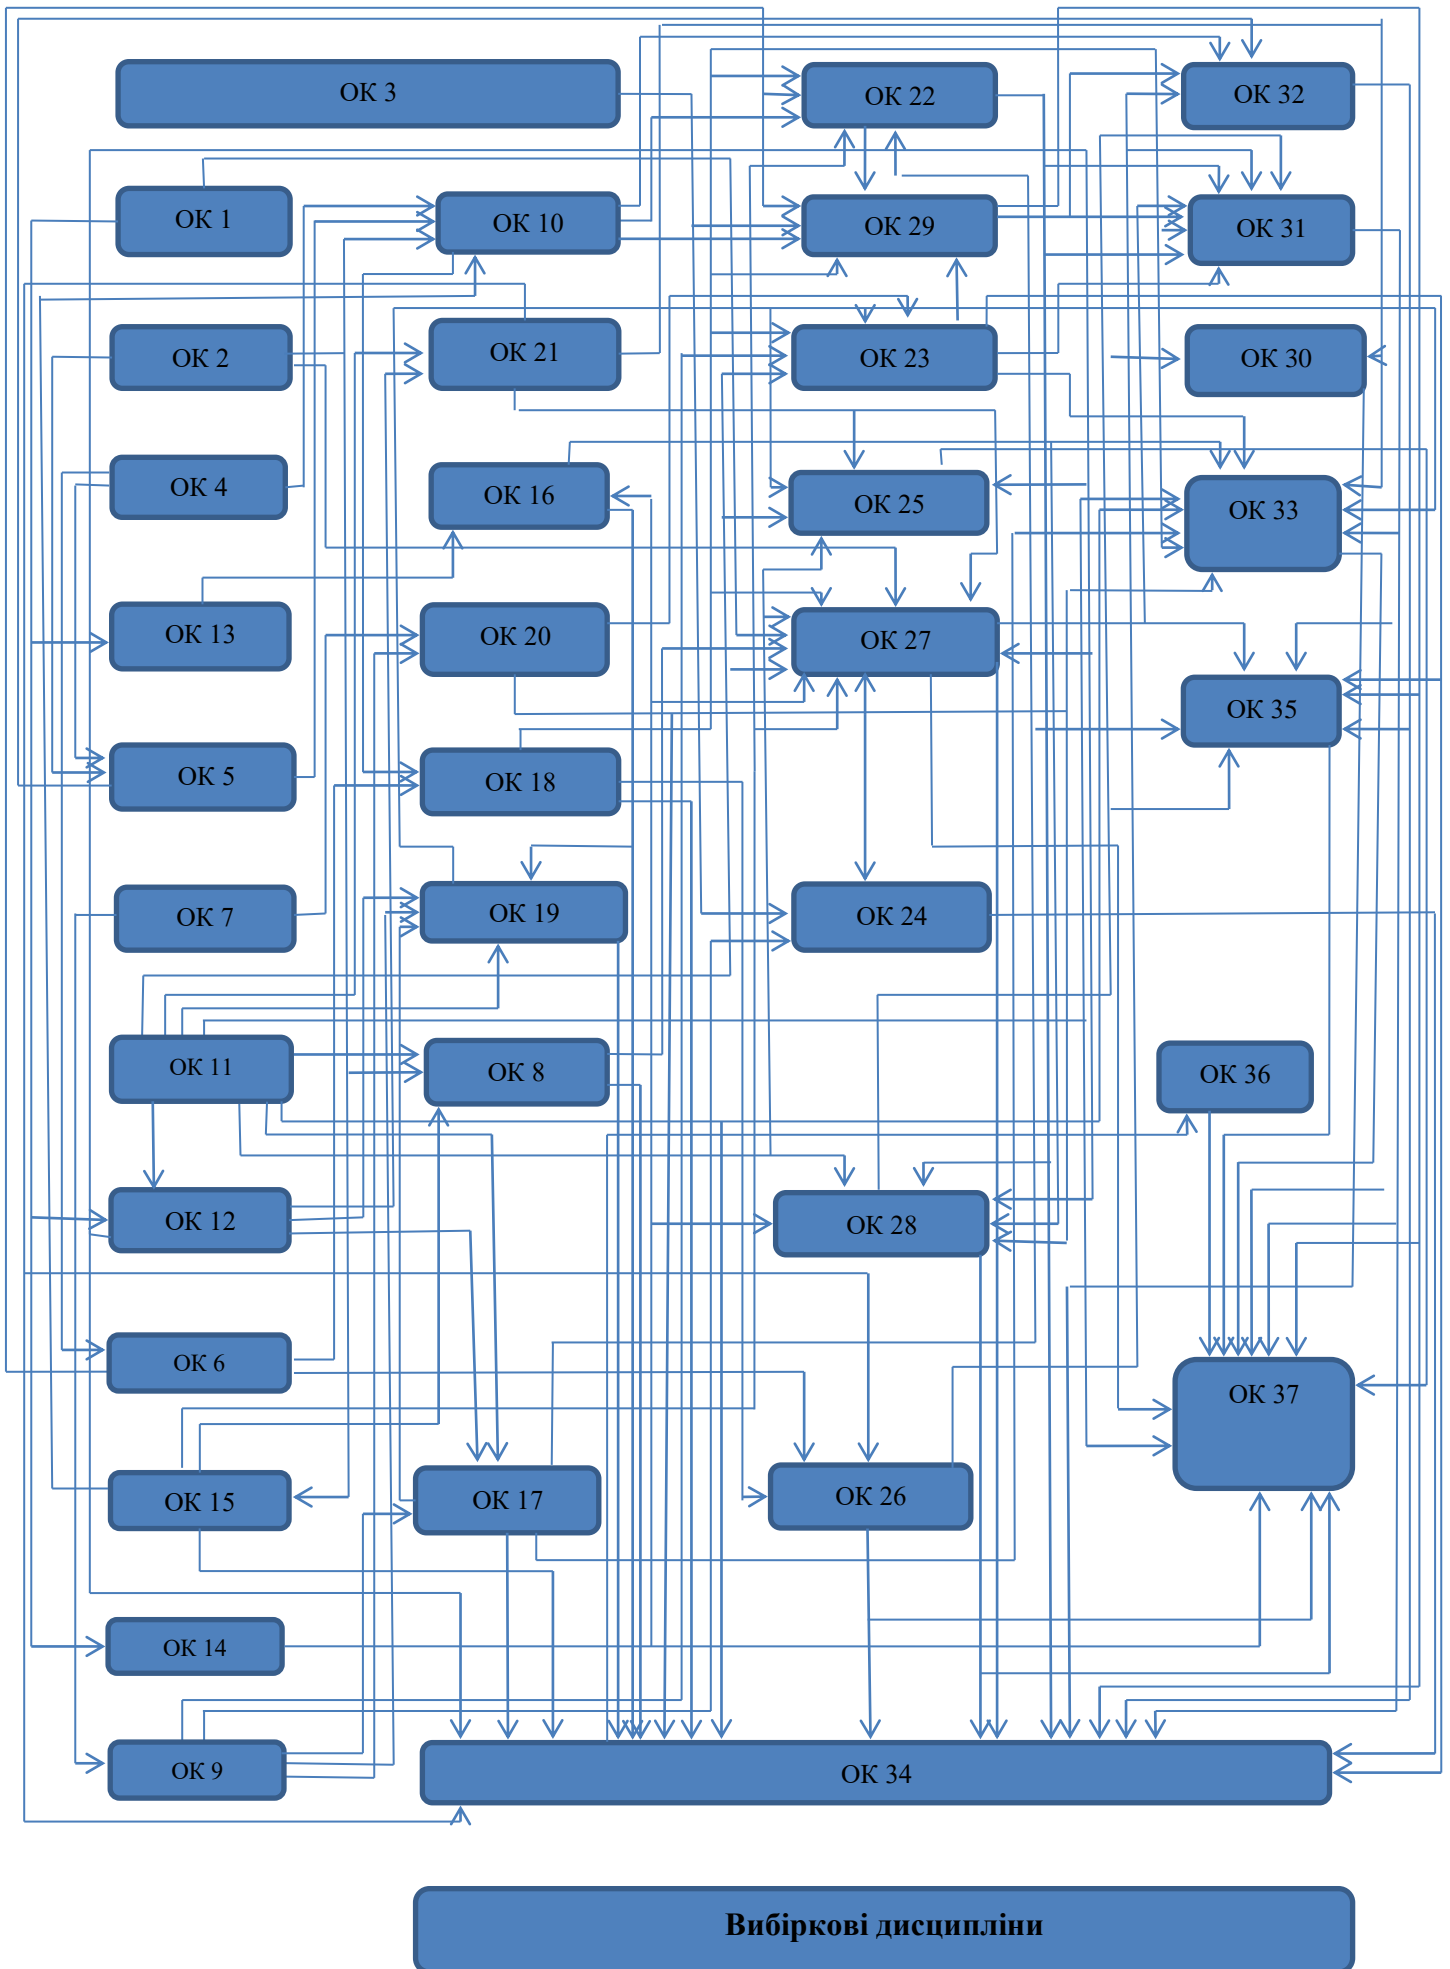 ОК 3
ОК 22
ОК 32
ОК 1
ОК 10
ОК 29
ОК 31
ОК 2
ОК 21
ОК 23
ОК 30
ОК 4
ОК 16
ОК 25
ОК 33
ОК 13
ОК 20
ОК 27
ОК 35
ОК 5
ОК 18
ОК 7
ОК 19
ОК 24
ОК 11
ОК 8
ОК 36
ОК 12
ОК 28
ОК 6
ОК 37
ОК 15
ОК 17
ОК 26
ОК 14
ОК 9
ОК 34
Вибіркові дисципліни